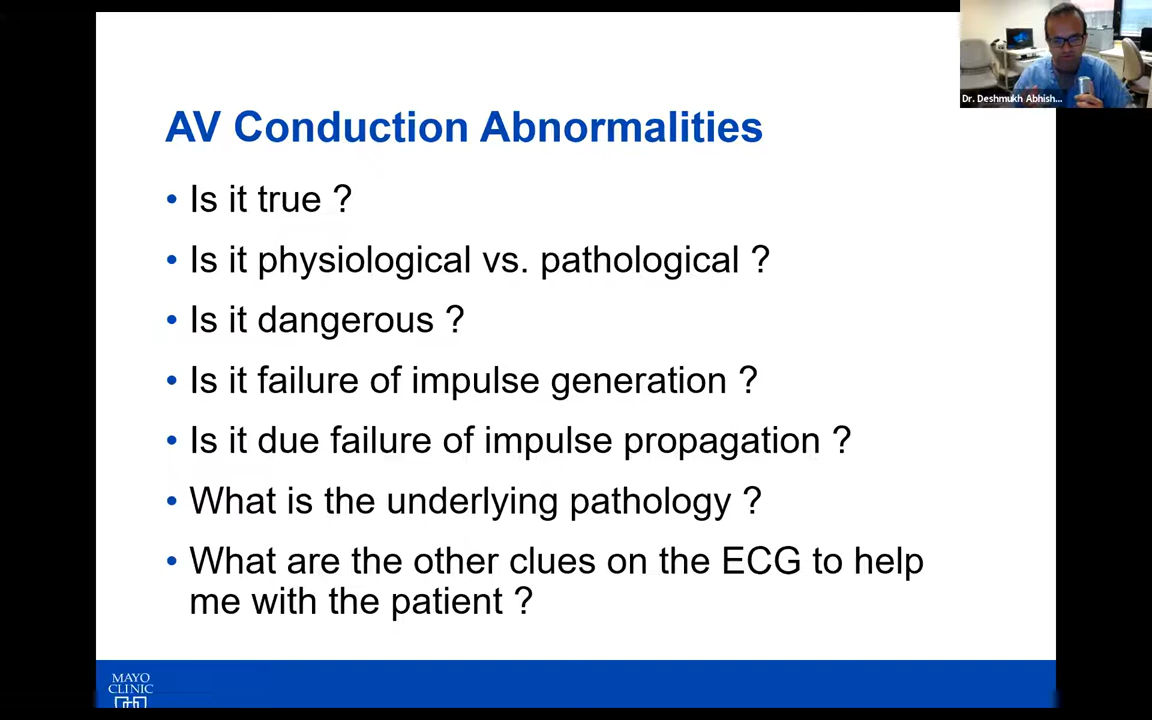 Dr. Deshmukh Abhish...
AV Conduction Abnormalities
• Is it true ?
• Is it physiological vs. pathological ?
• Is it dangerous ?
• Is it failure of impulse generation ?
• Is it due failure of impulse propagation ?
• What is the underlying pathology ?
• What are the other clues on the ECG to help
me with the patient ?
MAYO
CLINIC